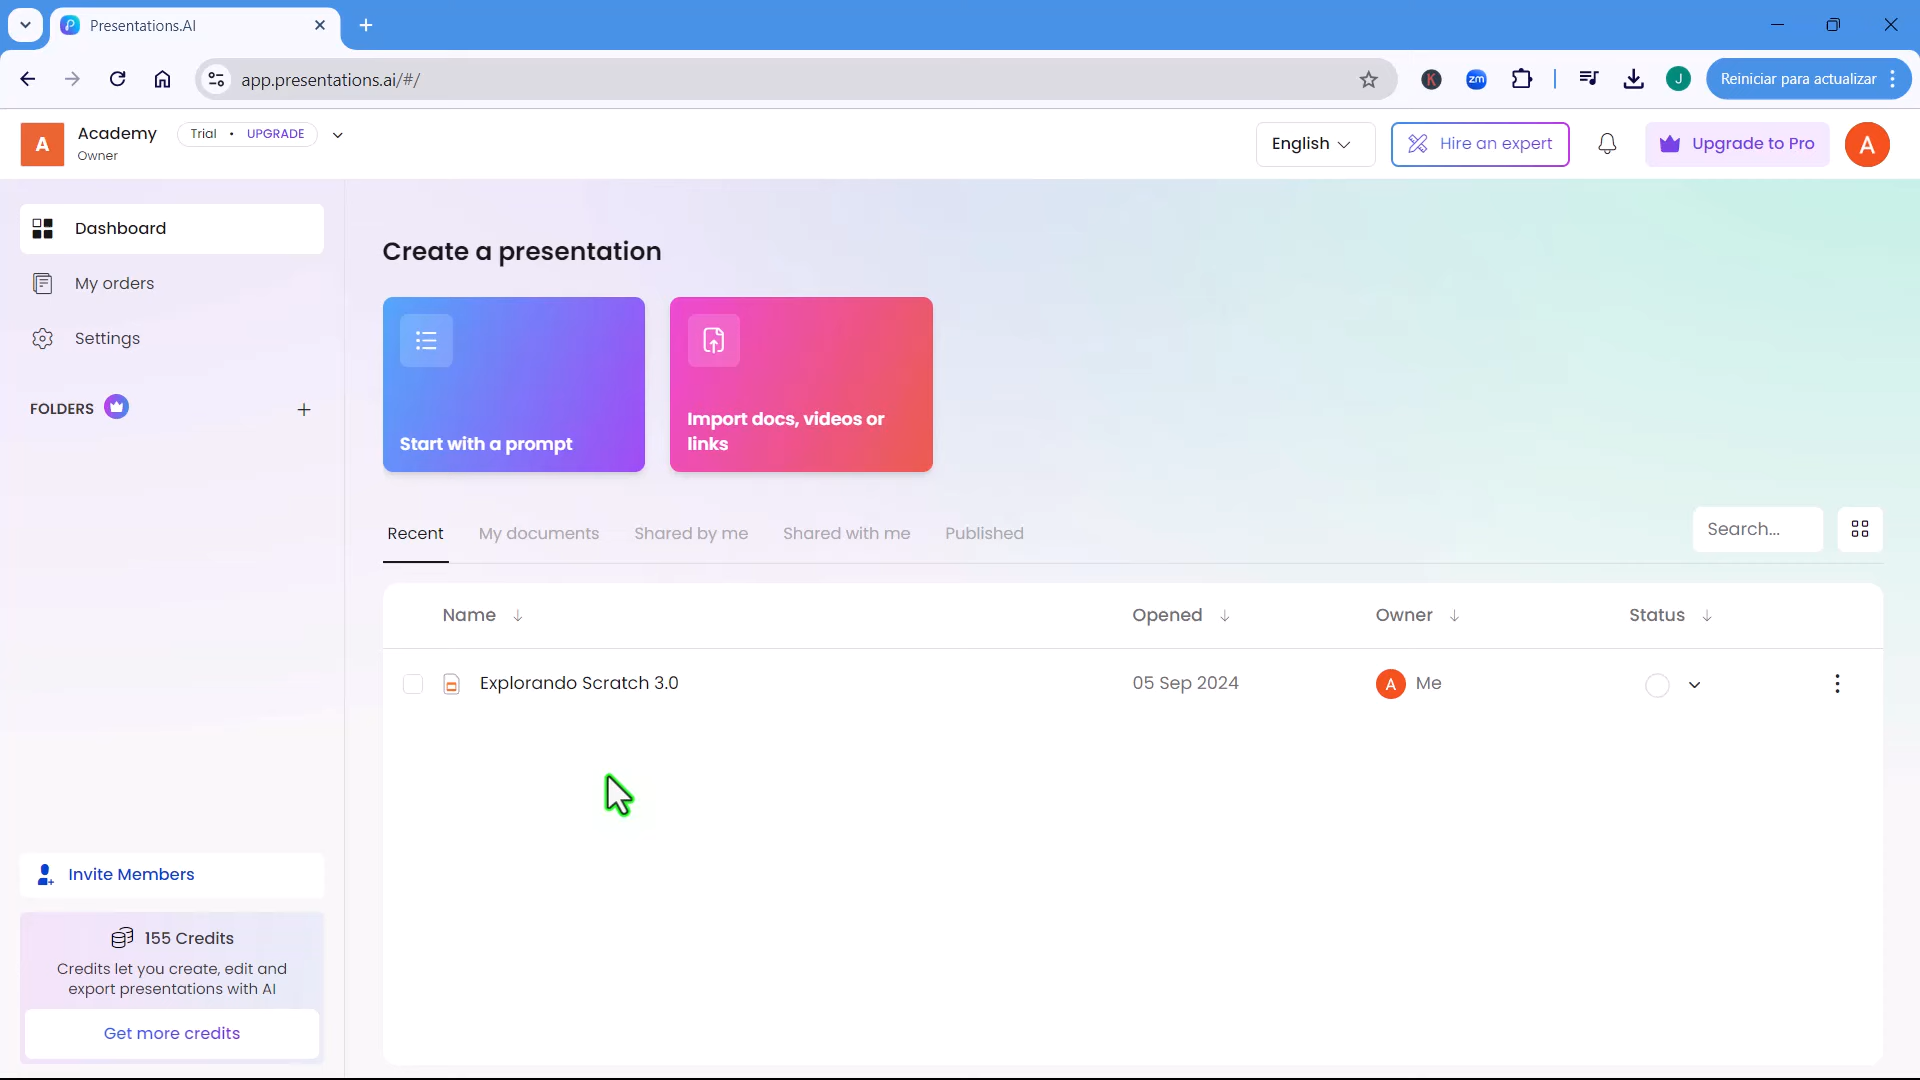 Presentations.AI
app.presentations.ai/#/
K
zm
J
Reiniciar para actualizar
A
Academy
Owner
Trial • UPGRADE
English
Hire an expert
Upgrade to Pro
A
Dashboard
My orders
Settings
FOLDERS
Invite Members
155 Credits
Credits let you create, edit and
export presentations with AI
Get more credits
Create a presentation
Start with a prompt
Import docs, videos or
links
Recent My documents Shared by me Shared with me Published
Search...
Name Opened Owner Status
Explorando Scratch 3.0 05 Sep 2024 A Me